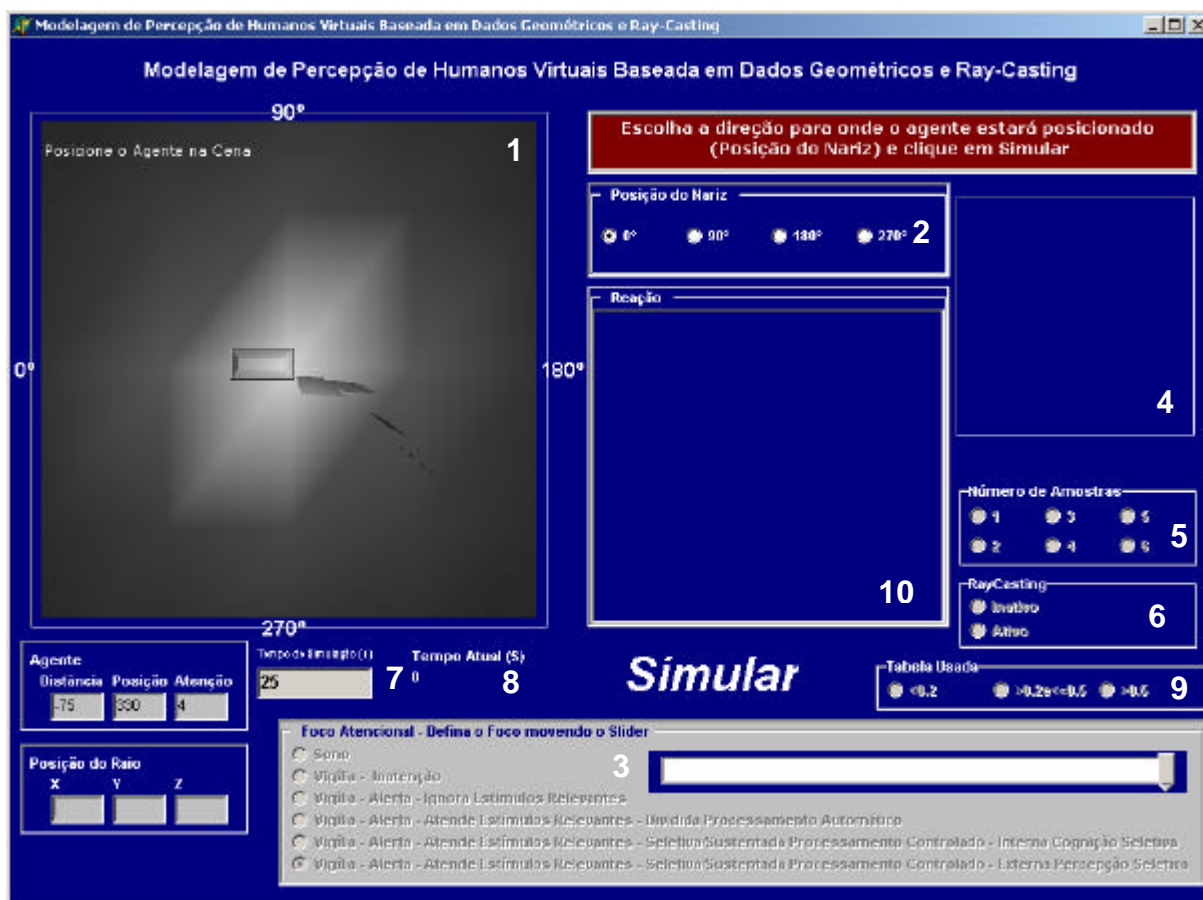 Modelagem de Percepção de Humanos Virtuais Baseada em Dados Geométricos e Ray-Casting
Modelagem de Percepção de Humanos Virtuais Baseada em Dados Geométricos e Ray-Casting
90º
Posicione o Agente na Cena
1
0º
180º
270º
Escolha a direção para onde o agente estará posicionado
(Posição do Nariz) e clique em Simular
Posição do Nariz
0º 90º 180º 270º 2
Reação
10
4
Número de Amostras
1 3 5
2 4 6
5
RayCasting
Inativo
Ativo
6
Agente
Distância Posição Atenção
-75 330 4
Tempo de Simulação (s)
25
7
Tempo Atual (S)
0
8
Simular
Tabela Usada
<0.2 >0.2e<=0.5 >0.5 9
Posição do Raio
X Y Z
Foco Atencional - Defina o Foco movendo o Slider
3
Sono
Vigília - Inatenção
Vigília - Alerta - Ignora Estímulos Relevantes
Vigília - Alerta - Atende Estímulos Relevantes - Dividida Processamento Automático
Vigília - Alerta - Atende Estímulos Relevantes - Seletiva/Sustentada Processamento Controlado - Interna Cognição Seletiva
Vigília - Alerta - Atende Estímulos Relevantes - Seletiva/Sustentada Processamento Controlado - Externa Percepção Seletiva